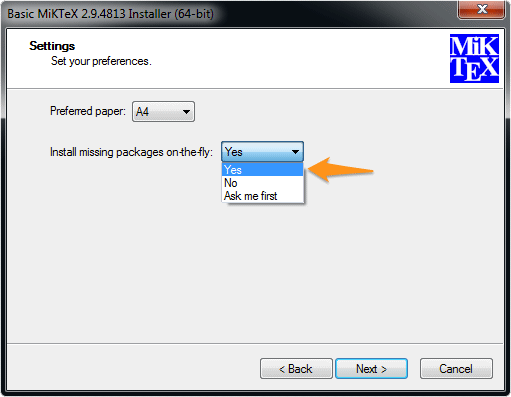 Basic MiKTeX 2.9.4813 Installer (64-bit)
Settings
Set your preferences.
MiK
TEX
Preferred paper: A4
Install missing packages on-the-fly: Yes
Yes
No
Ask me first
< Back Next > Cancel